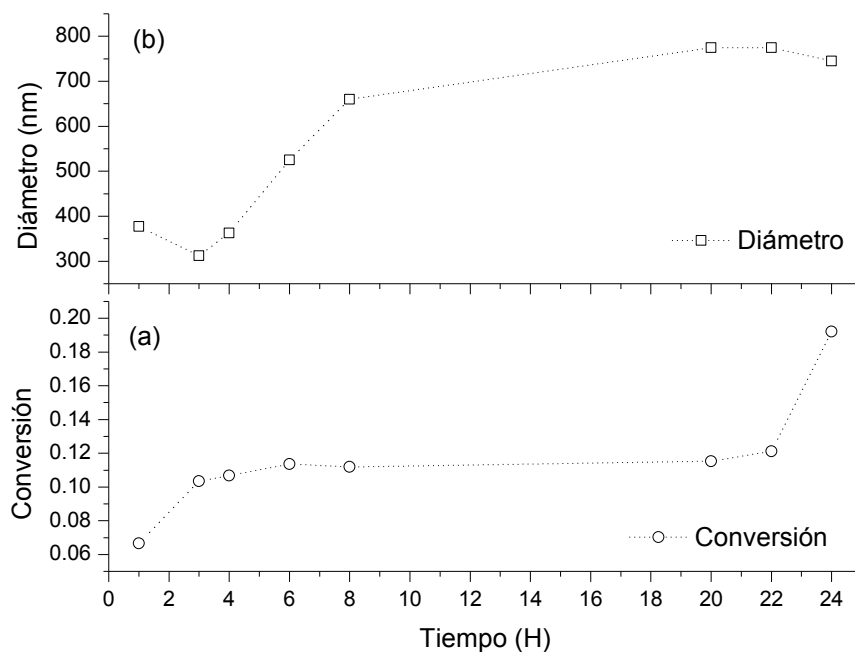 (b)
800
700
600
500
400
300
Diámetro (nm)
Diámetro
(a)
0.20
0.18
0.16
0.14
0.12
0.10
0.08
0.06
Conversión
Conversión
0 2 4 6 8 10 12 14 16 18 20 22 24
Tiempo (H)